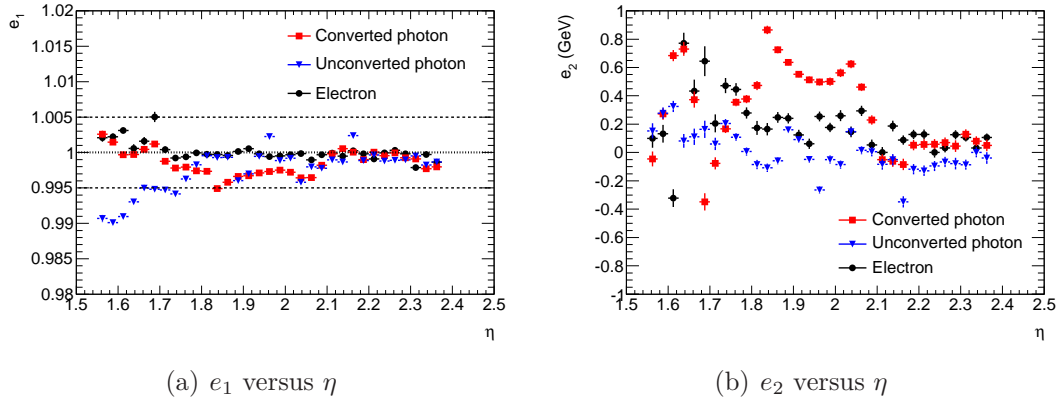 e1
1.02
1.015
1.01
1.005
1
0.995
0.99
0.985
0.98
Converted photon
Unconverted photon
Electron
1.5 1.6 1.7 1.8 1.9 2 2.1 2.2 2.3 2.4 2.5
η
(a) e1 versus η
e2 (GeV)
1
0.8
0.6
0.4
0.2
0
-0.2
-0.4
-0.6
-0.8
-1
Converted photon
Unconverted photon
Electron
1.5 1.6 1.7 1.8 1.9 2 2.1 2.2 2.3 2.4 2.5
η
(b) e2 versus η